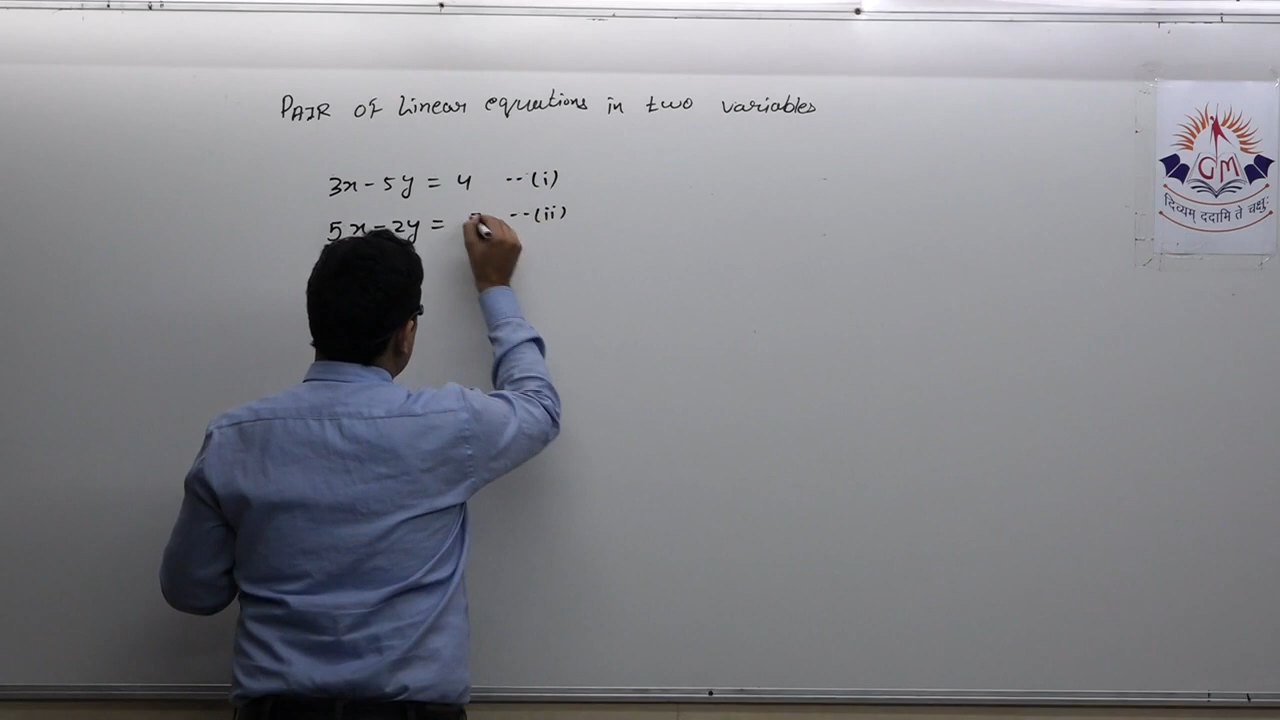 PAIR OF Linear equations in two variables
3x - 5y = 4 --(i)
5x - 2y = --(ii)
GM
दिव्यम् ददामि ते चक्षुः